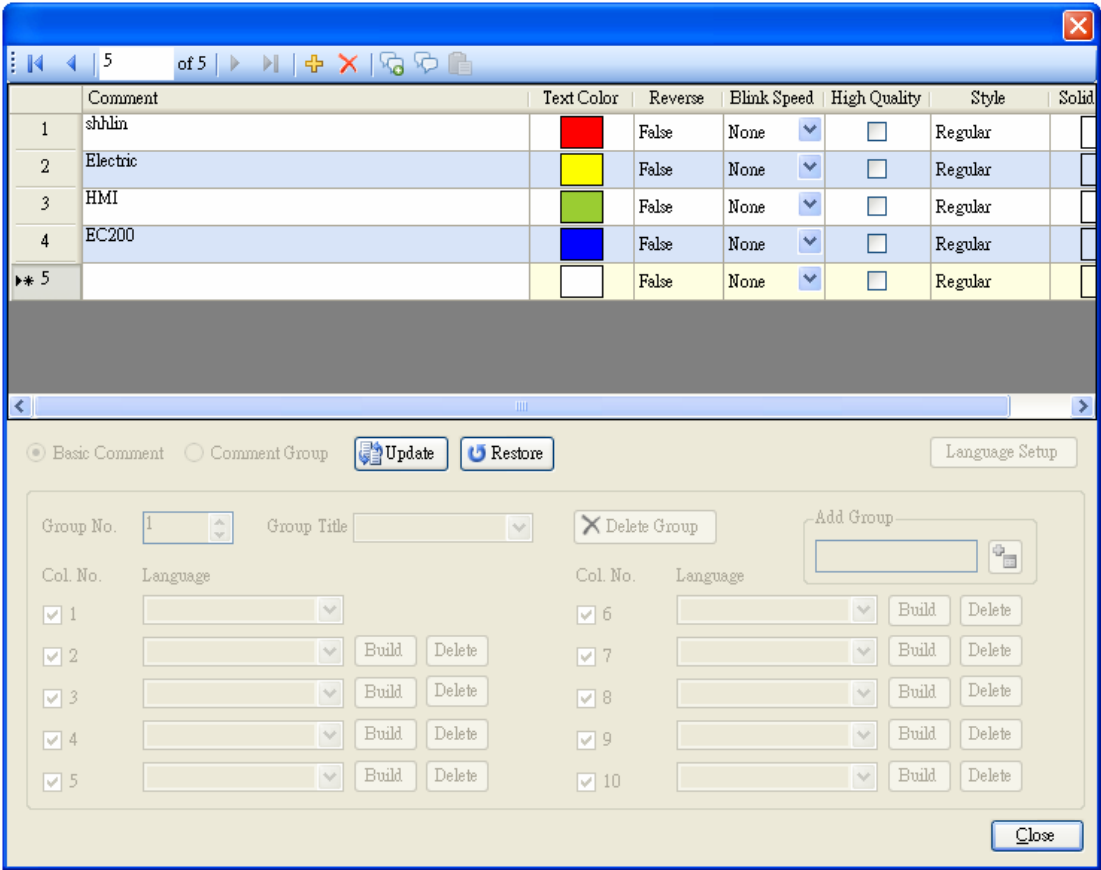 5 of 5
Comment Text Color Reverse Blink Speed High Quality Style Solid
1 shhlin False None Regular
2 Electric False None Regular
3 HMI False None Regular
4 EC200 False None Regular
5 False None Regular
Basic Comment Comment Group Update Restore Language Setup
Group No. 1 Group Title Delete Group Add Group
Col. No. Language Col. No. Language
1 6 Build Delete
2 Build Delete 7 Build Delete
3 Build Delete 8 Build Delete
4 Build Delete 9 Build Delete
5 Build Delete 10 Build Delete
Close